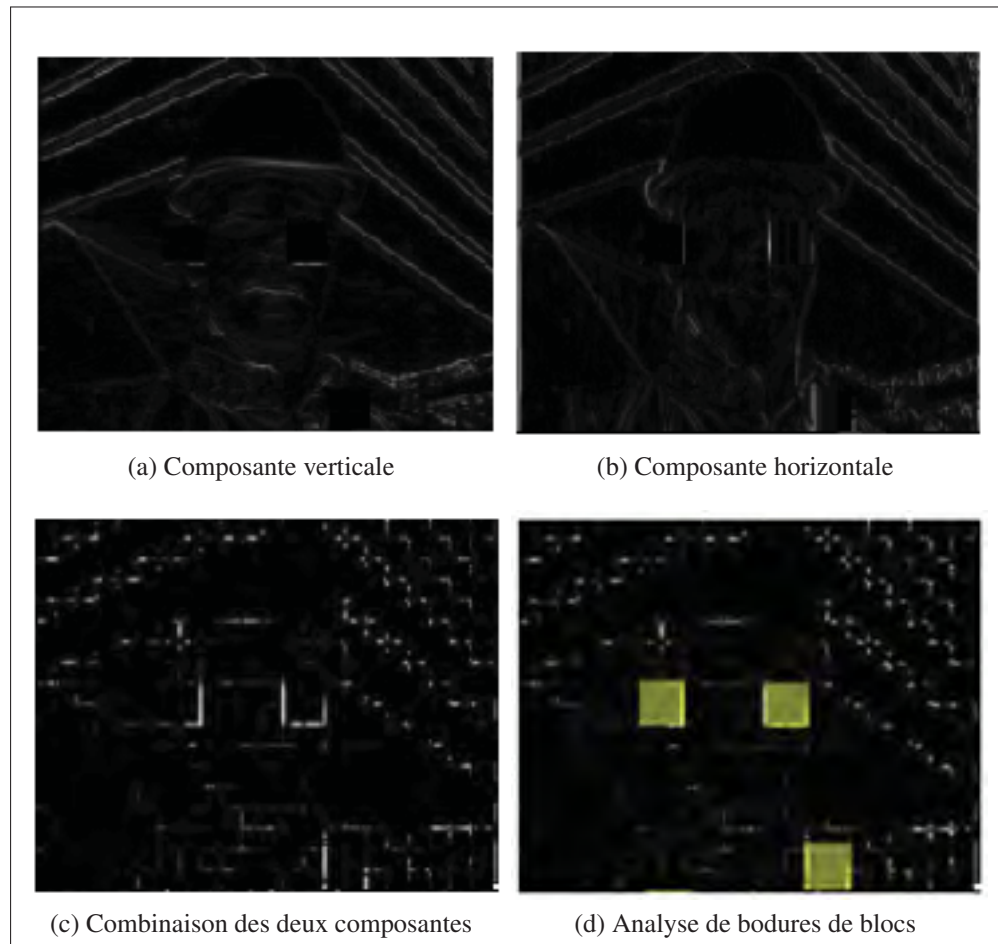 (a) Composante verticale
(b) Composante horizontale
(c) Combinaison des deux composantes
(d) Analyse de bodures de blocs